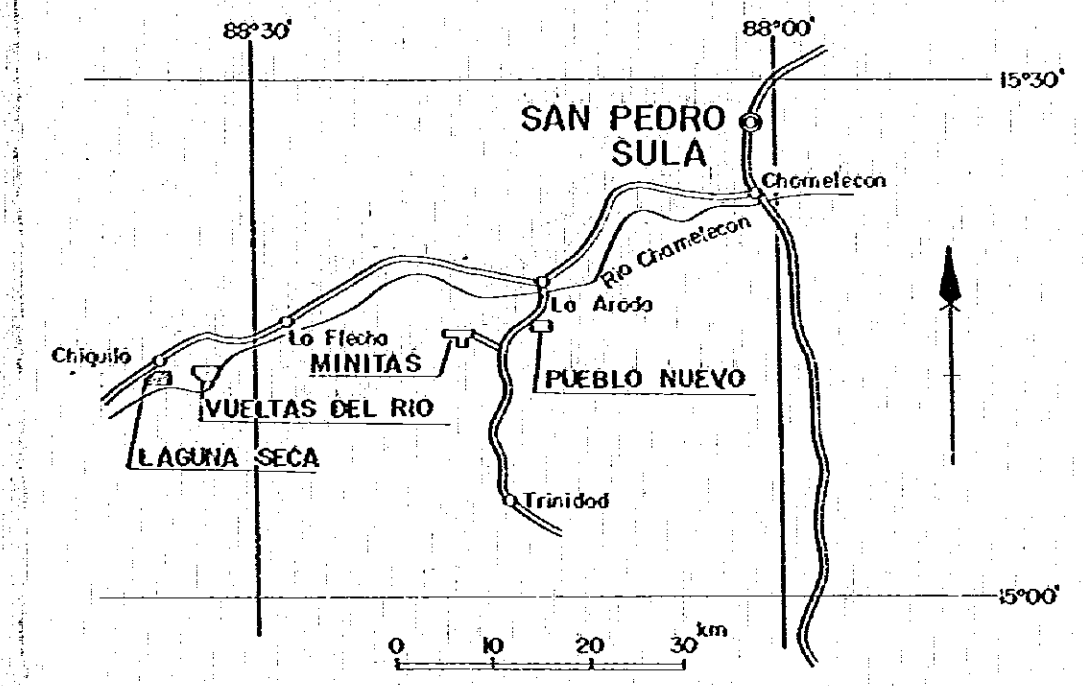 88°30'
88°00'
15°30'
SAN PEDRO
SULA
Chamelecon
Rio Chamelecon
La Arada
La Flecha
Chiquila
MINITAS
PUEBLO NUEVO
VUELTAS DEL RIO
LAGUNA SECA
Trinidad
15°00'
0 10 20 30 km